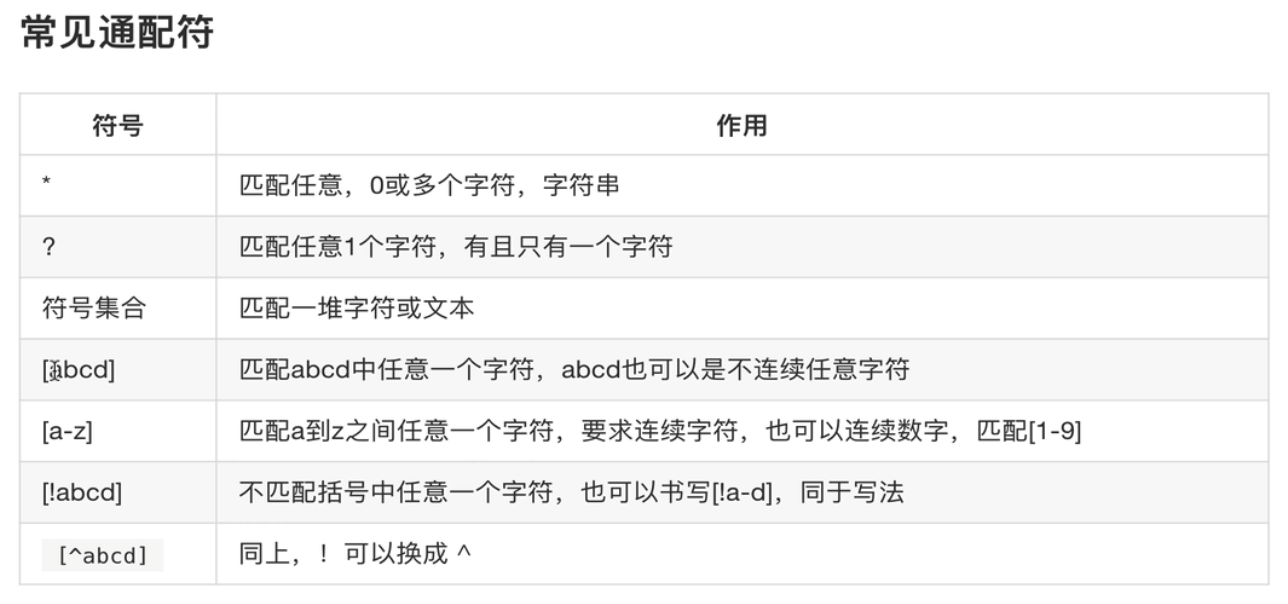 常见通配符
符号 作用
* 匹配任意，0或多个字符，字符串
? 匹配任意1个字符，有且只有一个字符
符号集合 匹配一堆字符或文本
[abcd] 匹配abcd中任意一个字符，abcd也可以是不连续任意字符
[a-z] 匹配a到z之间任意一个字符，要求连续字符，也可以连续数字，匹配[1-9]
[!abcd] 不匹配括号中任意一个字符，也可以书写[!a-d]，同于写法
[^abcd] 同上，！可以换成 ^